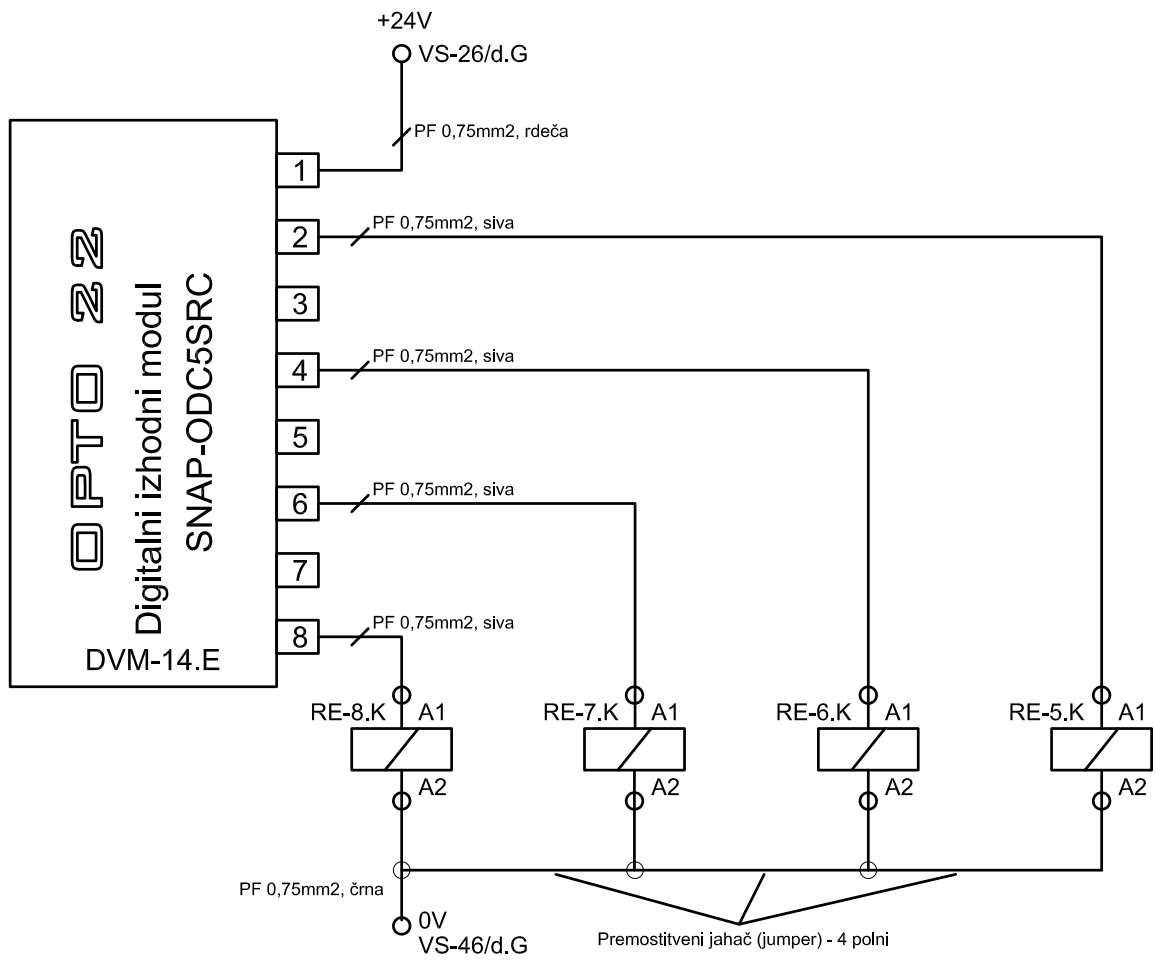 +24V
VS-26/d.G
PF 0,75mm2, rdeča
1
PF 0,75mm2, siva
2
3
PF 0,75mm2, siva
4
5
PF 0,75mm2, siva
6
7
PF 0,75mm2, siva
8
OPTO 22
Digitalni izhodni modul
SNAP-ODC5SRC
DVM-14.E
RE-8.K A1
RE-7.K A1
RE-6.K A1
RE-5.K A1
A2
A2
A2
A2
PF 0,75mm2, črna
0V
VS-46/d.G
Premostitveni jahač (jumper) - 4 polni